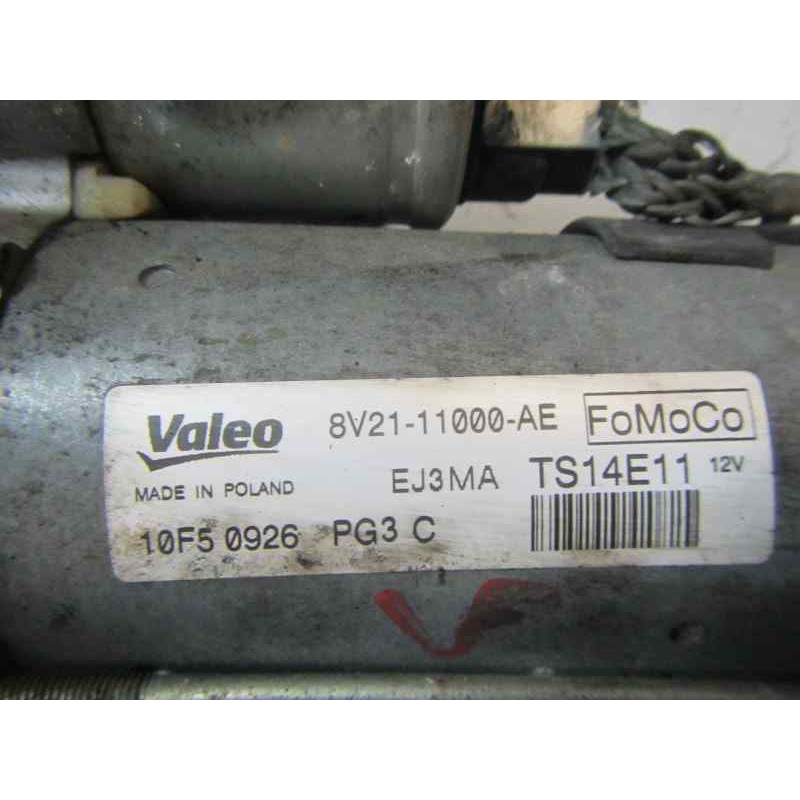 Valeo 8V21-11000-AE FoMoCo
MADE IN POLAND EJ3MA TS14E11 12V
10F5 0926 PG3 C